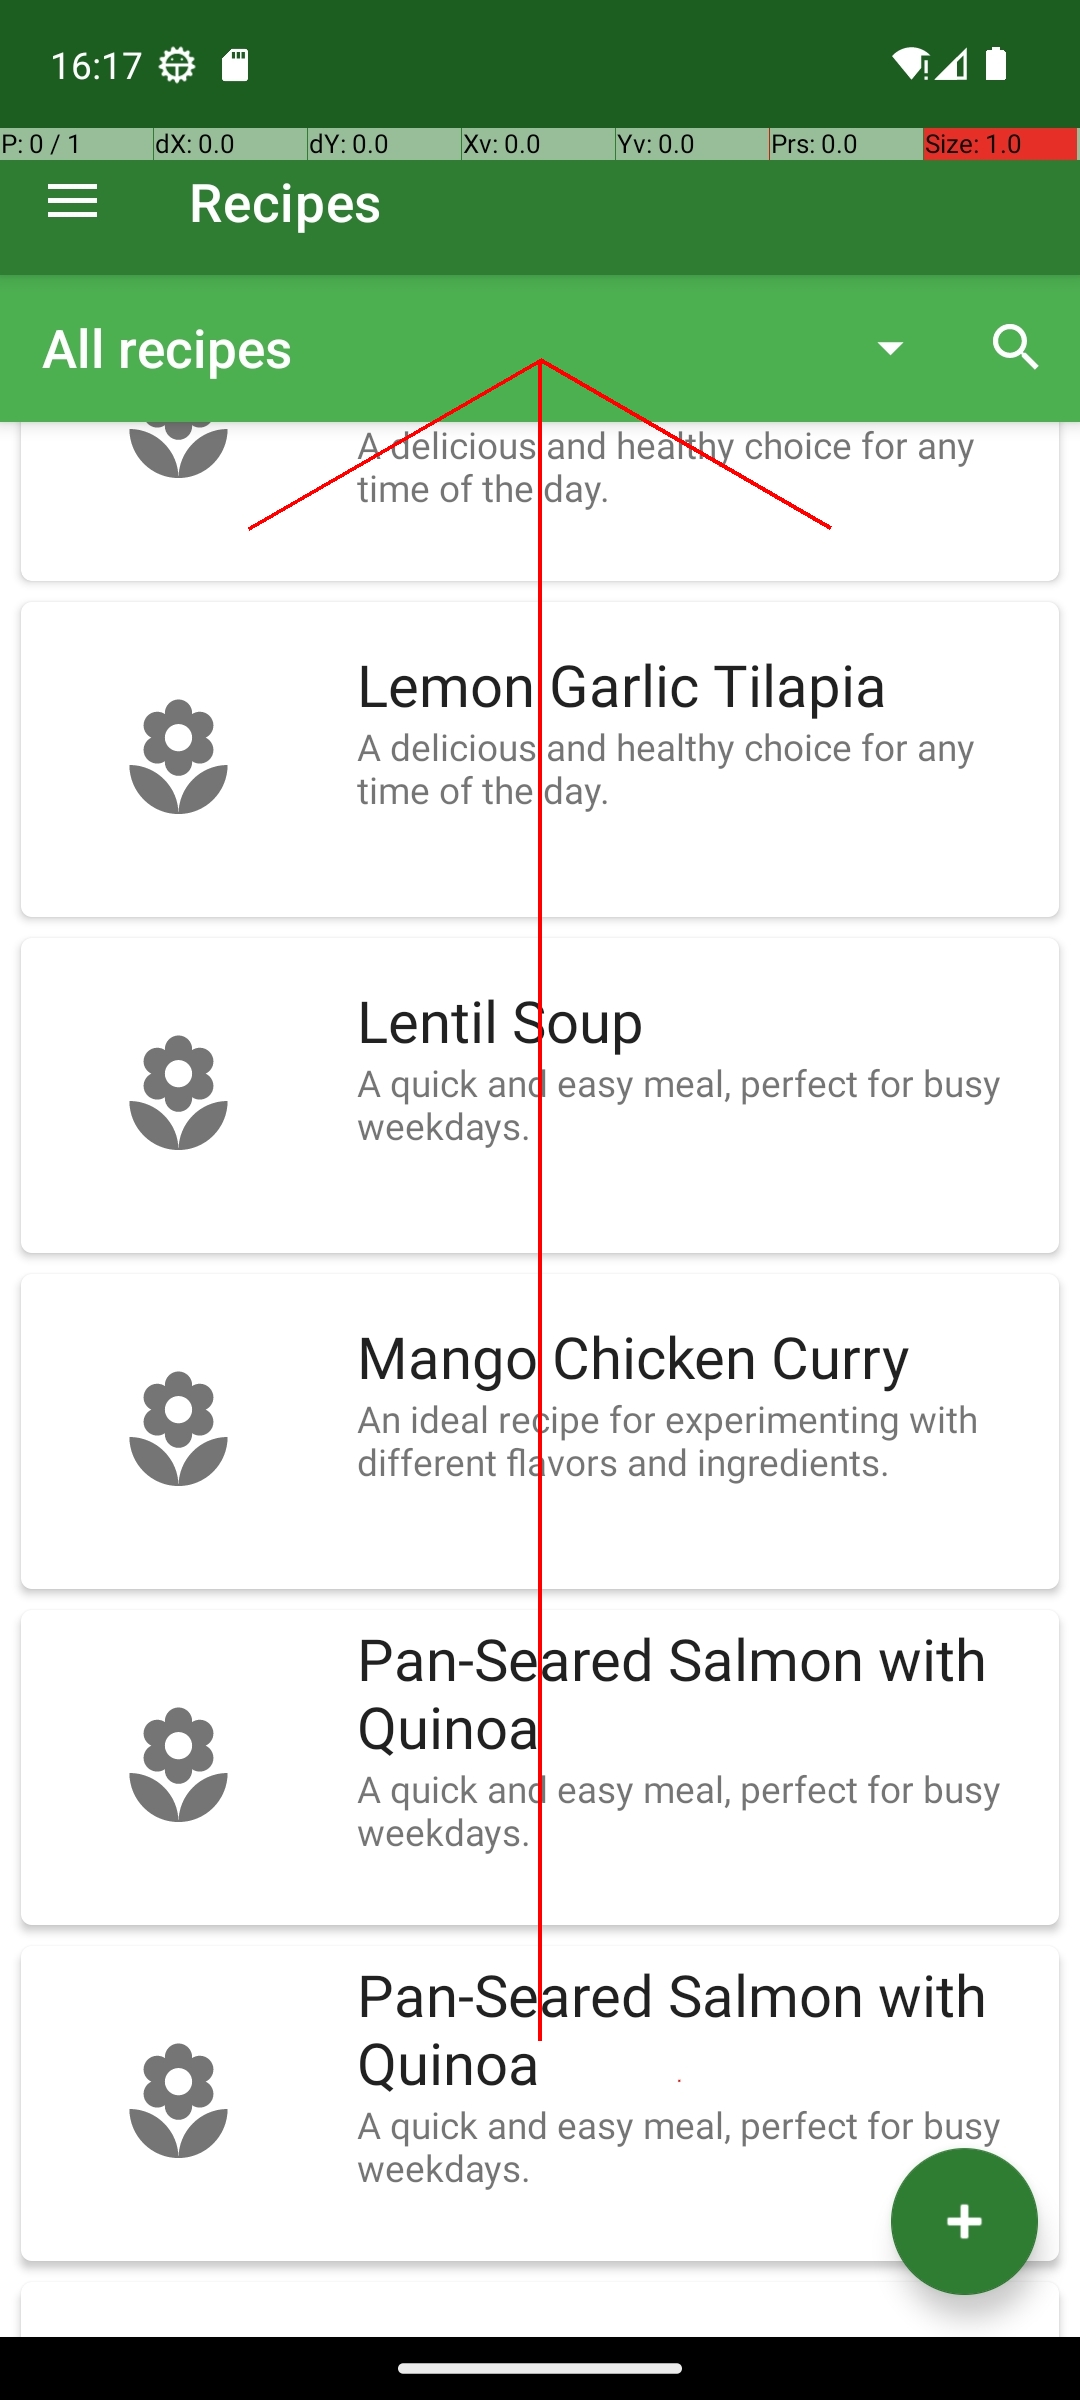 16:17
P: 0 / 1
dX: 0.0
dY: 0.0
Xv: 0.0
Yv: 0.0
Prs: 0.0
Size: 1.0
Recipes
All recipes
A delicious and healthy choice for any
time of the day.
Lemon Garlic Tilapia
A delicious and healthy choice for any
time of the day.
Lentil Soup
A quick and easy meal, perfect for busy
weekdays.
Mango Chicken Curry
An ideal recipe for experimenting with
different flavors and ingredients.
Pan-Seared Salmon with
Quinoa
A quick and easy meal, perfect for busy
weekdays.
Pan-Seared Salmon with
Quinoa
A quick and easy meal, perfect for busy
weekdays.